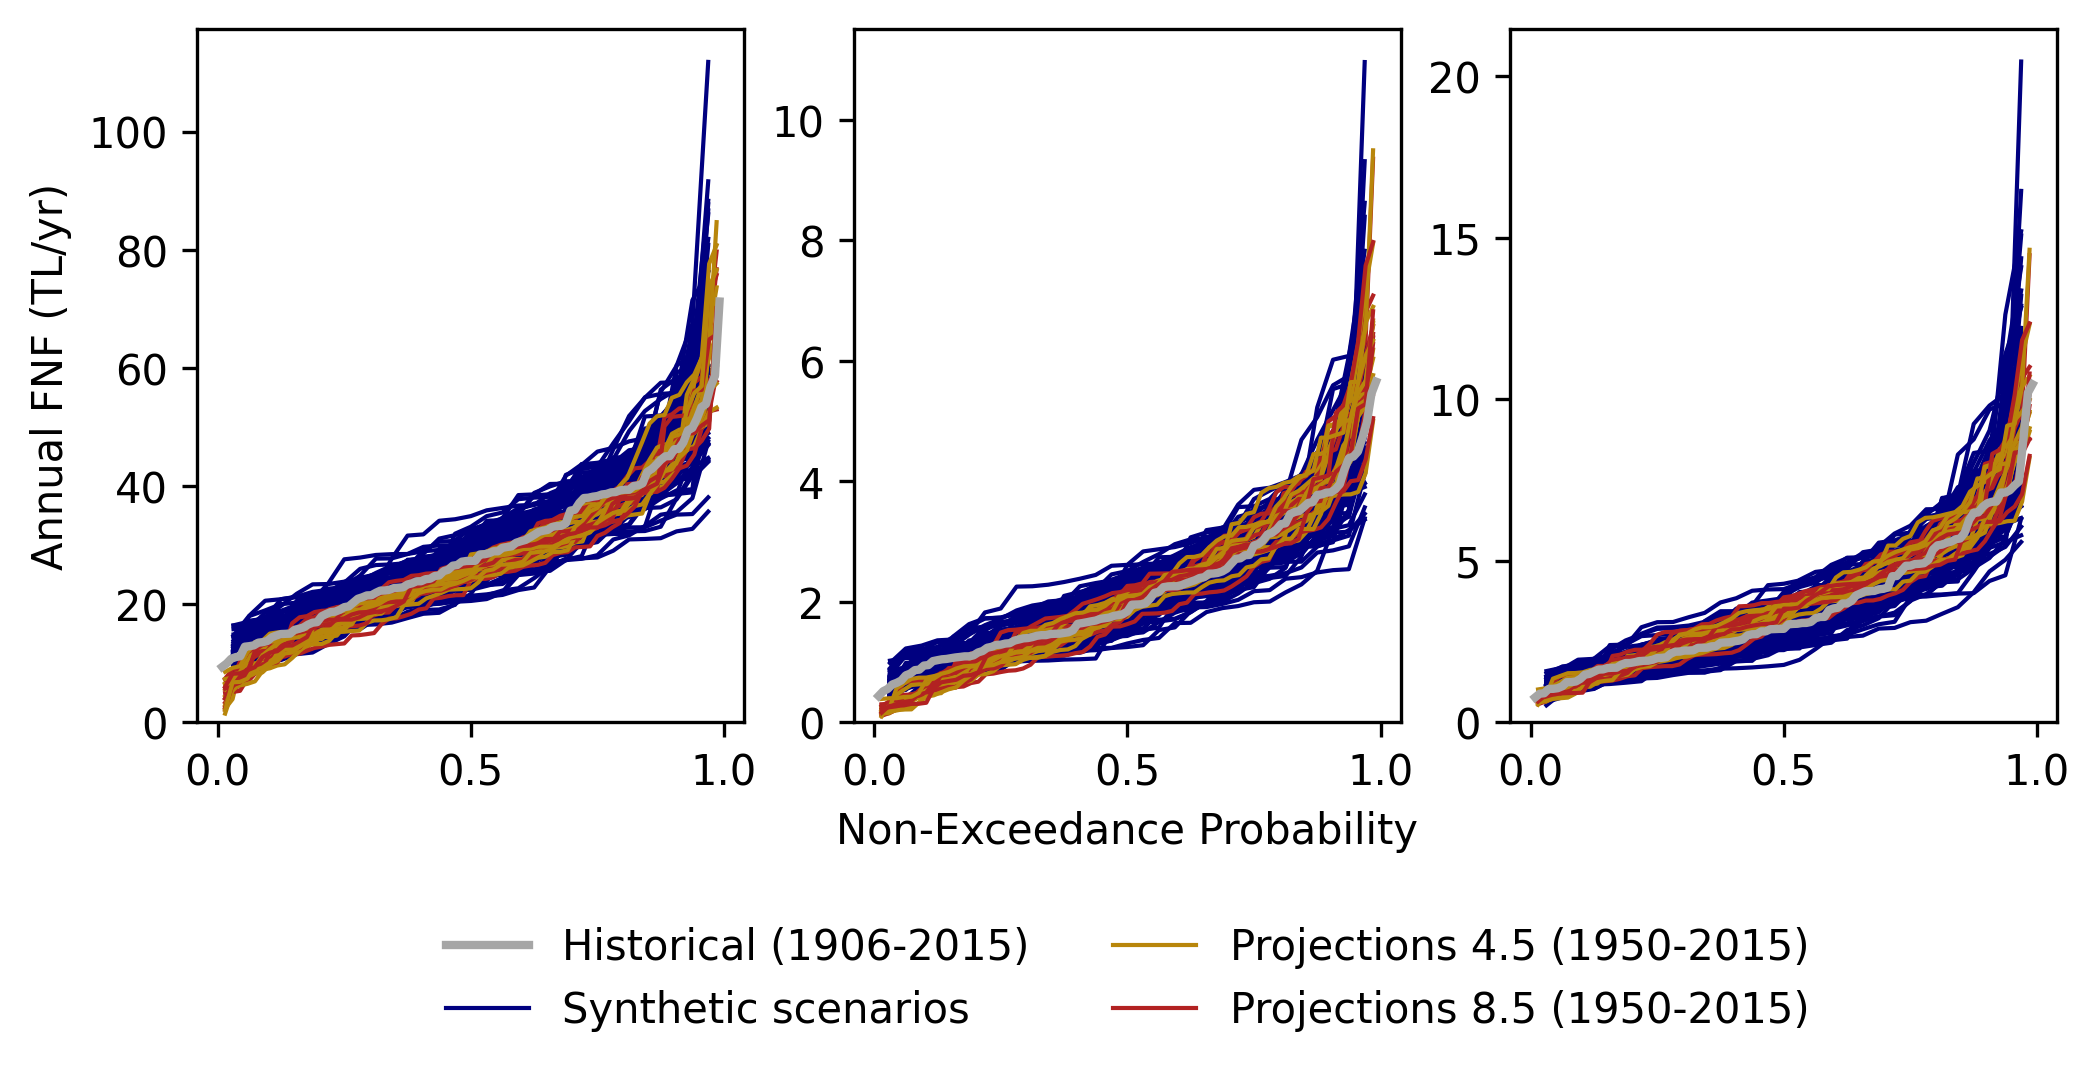 Annual FNF (TL/yr)
100
80
60
40
20
0
0.0 0.5 1.0
10
8
6
4
2
0
0.0 0.5 1.0
20
15
10
5
0
0.0 0.5 1.0
Non-Exceedance Probability
Historical (1906-2015)
Synthetic scenarios
Projections 4.5 (1950-2015)
Projections 8.5 (1950-2015)